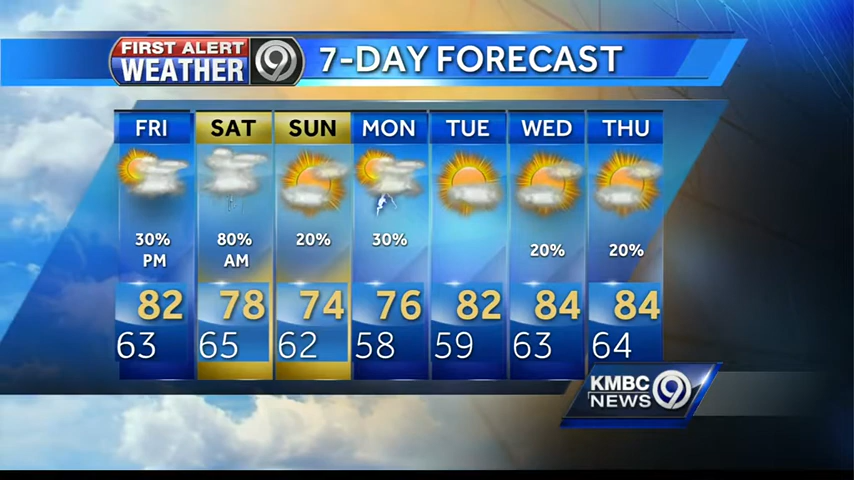 FIRST ALERT
WEATHER 9
7-DAY FORECAST
FRI SAT SUN MON TUE WED THU
30% 80% 20% 30% 20% 20%
PM AM
82 78 74 76 82 84 84
63 65 62 58 59 63 64
KMBC
NEWS 9